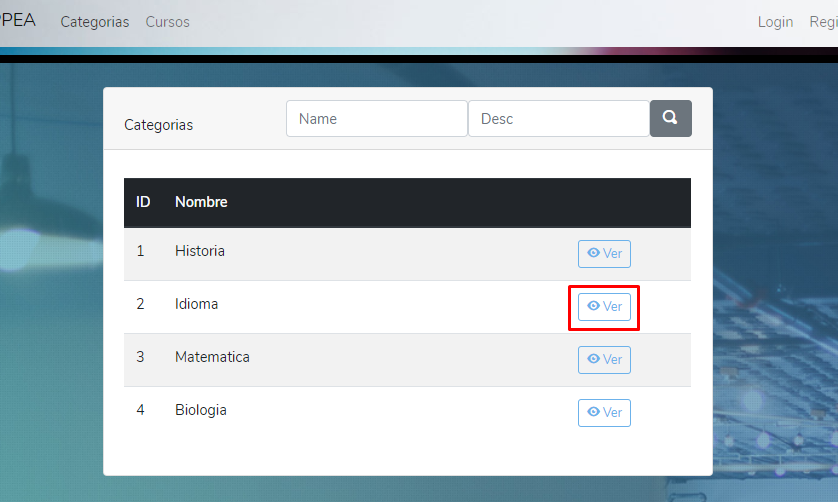 PEA Categorias Cursos Login Regi
Categorias Name Desc
ID Nombre
1 Historia Ver
2 Idioma Ver
3 Matematica Ver
4 Biologia Ver